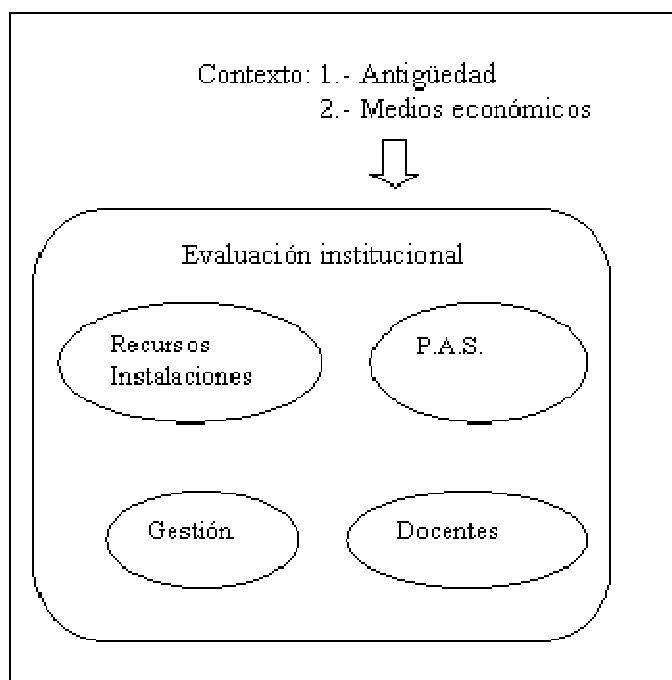 Contexto: 1.- Antigüedad
2.- Medios económicos
Evaluación institucional
Recursos
Instalaciones
P.A.S.
Gestión
Docentes